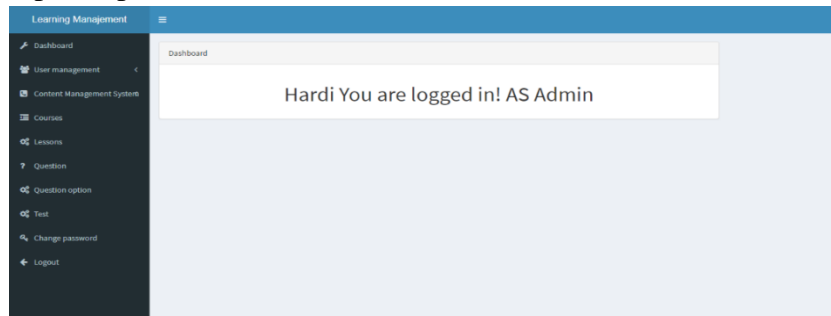 Learning Manajement
Dashboard
User management
Content Management System
Courses
Lessons
Question
Question option
Test
Change password
Logout
Dashboard
Hardi You are logged in! AS Admin